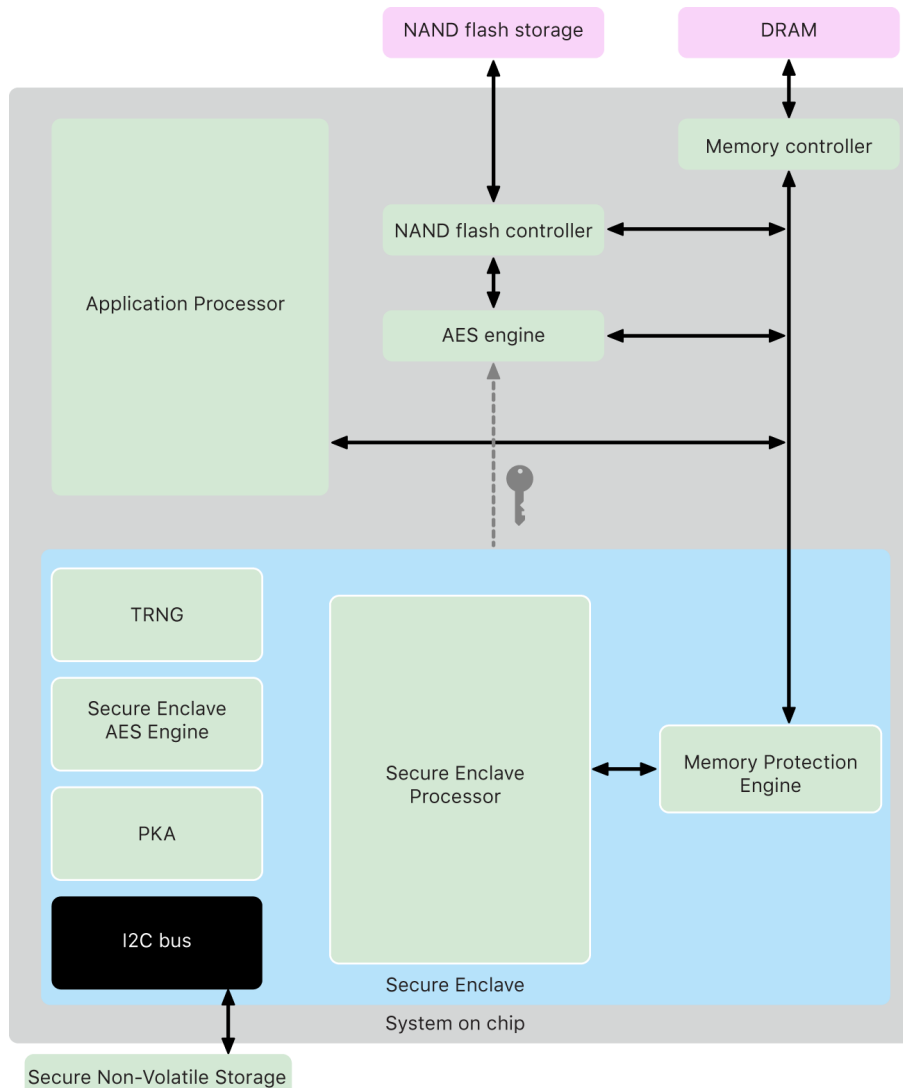 NAND flash storage
DRAM
Memory controller
NAND flash controller
Application Processor
AES engine
TRNG
Secure Enclave
AES Engine
Secure Enclave
Processor
Memory Protection
Engine
PKA
I2C bus
Secure Enclave
System on chip
Secure Non-Volatile Storage